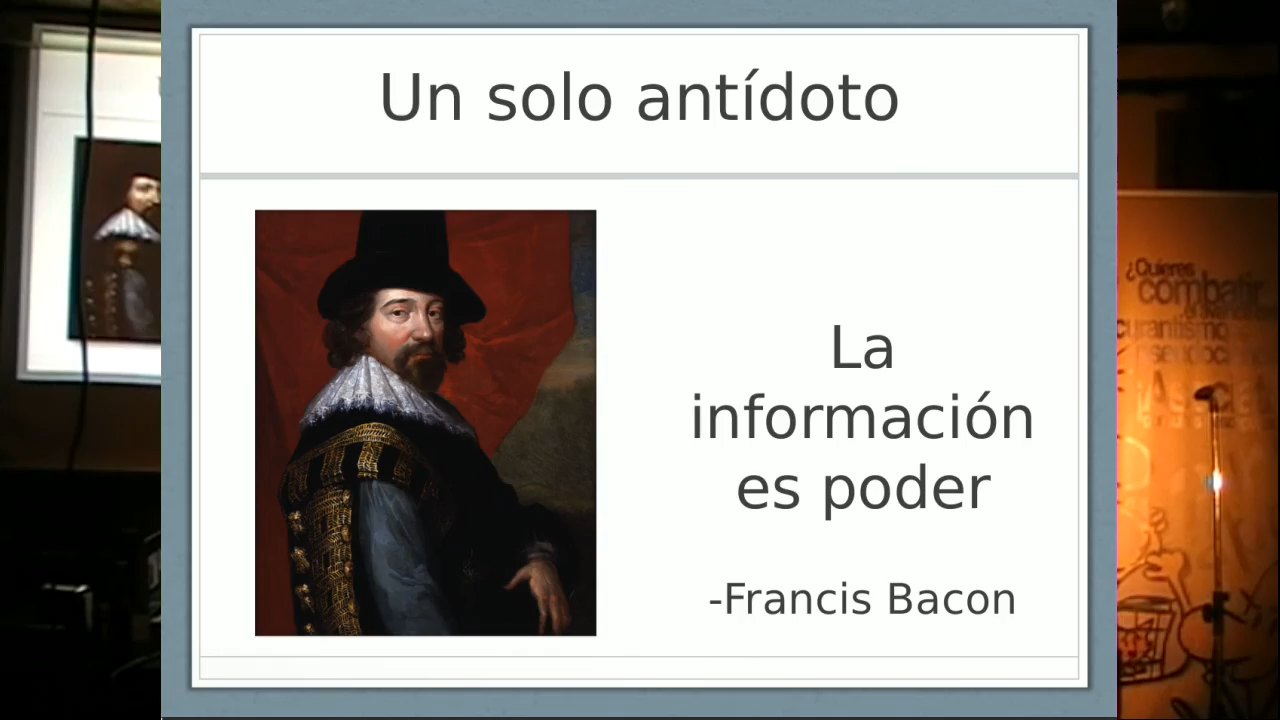 Un solo antídoto
La
información
es poder
-Francis Bacon
¿Quieres
combatir